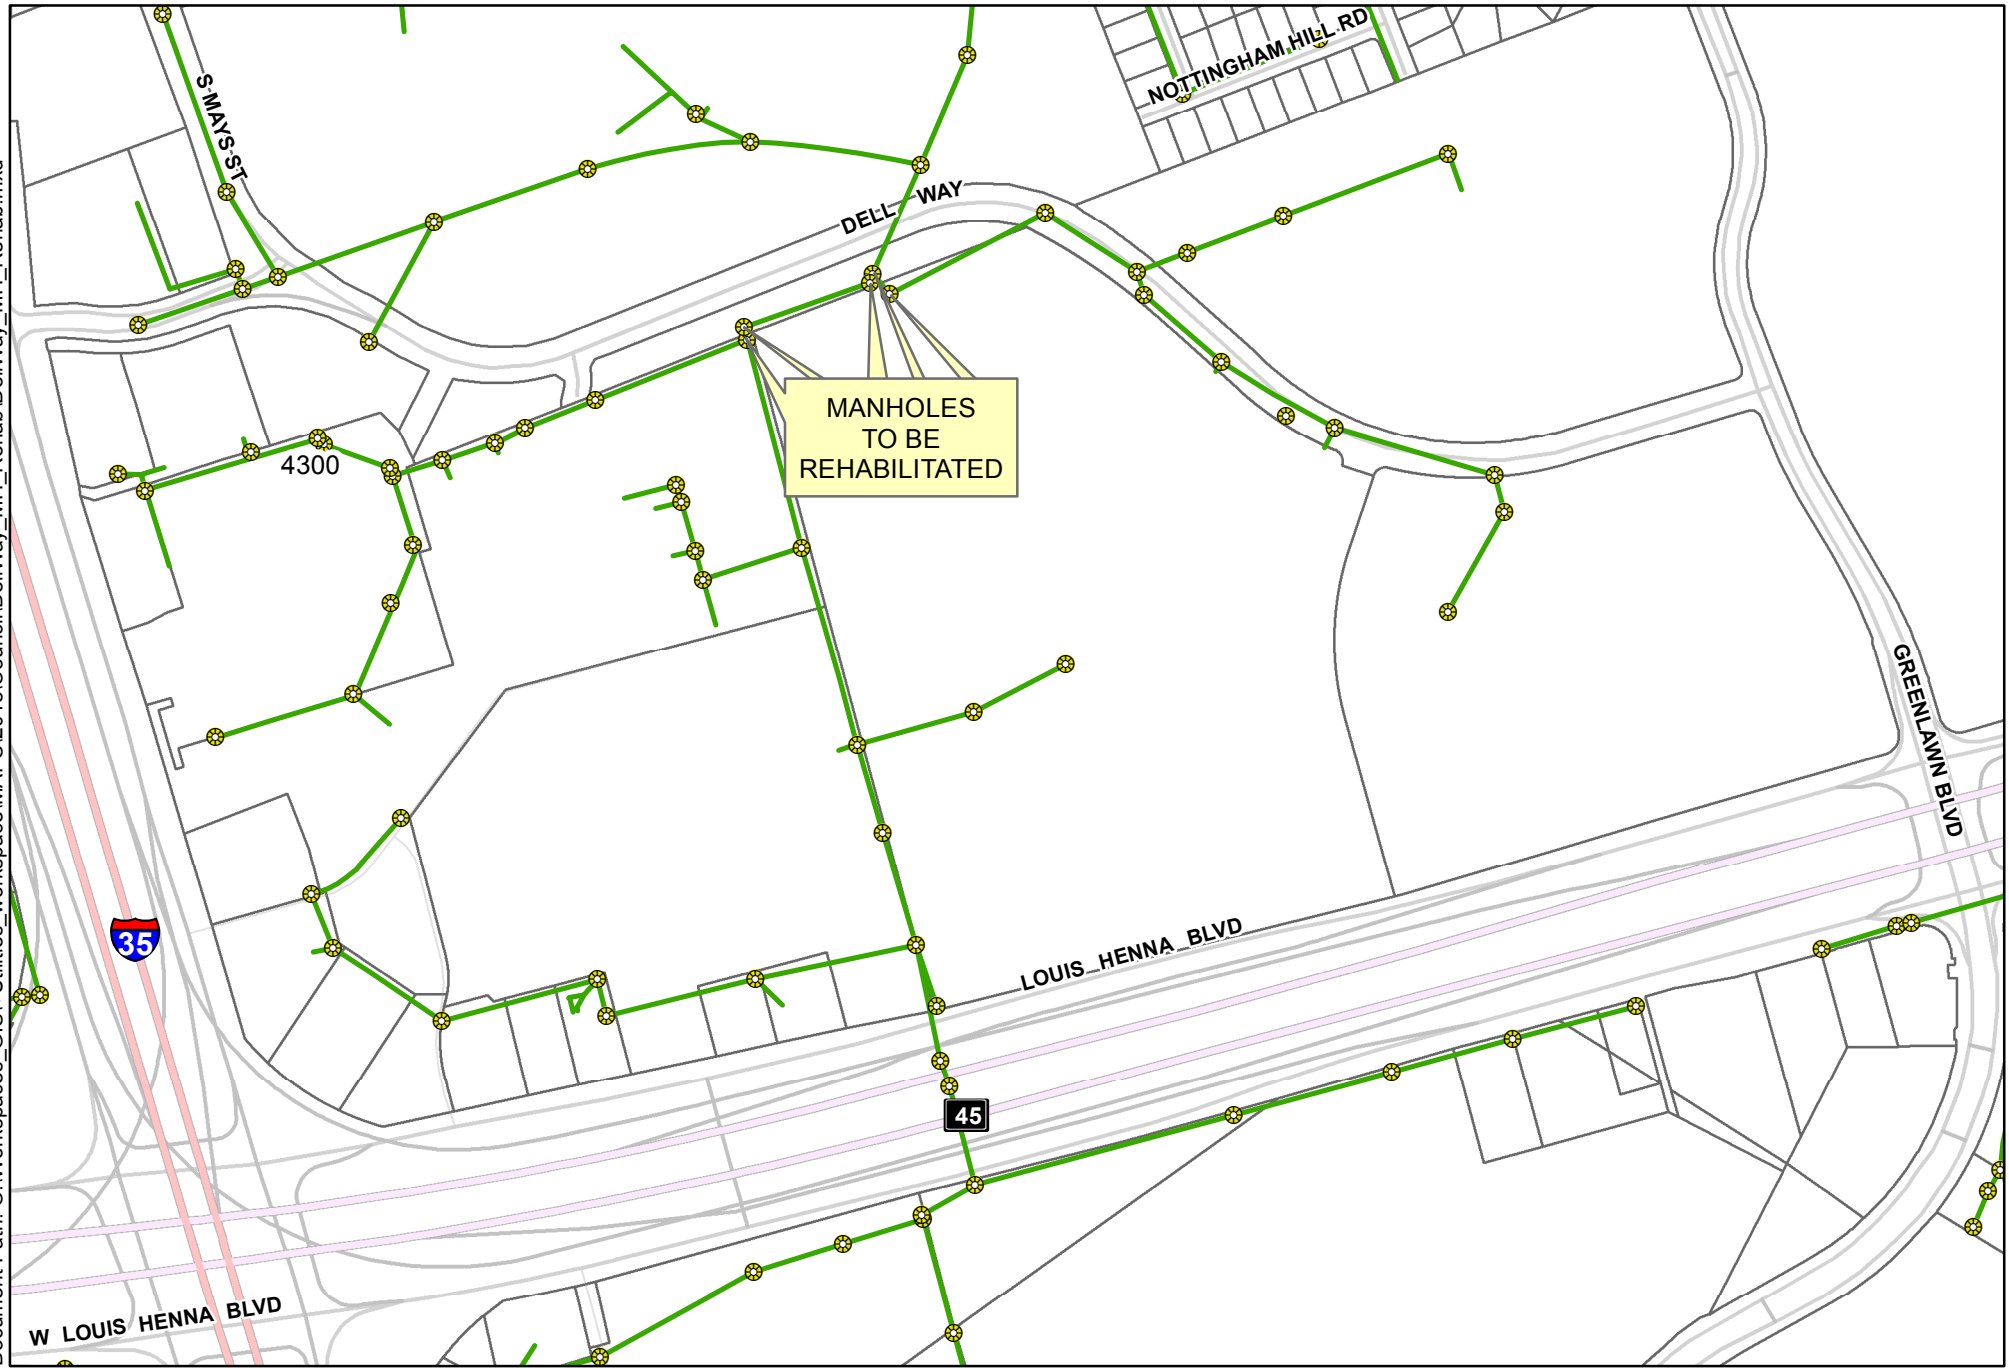 S MAYS ST
NOTTINGHAM HILL RD
DELL WAY
MANHOLES
TO BE
REHABILITATED
4300
GREENLAWN BLVD
35
LOUIS HENNA BLVD
45
W LOUIS HENNA BLVD